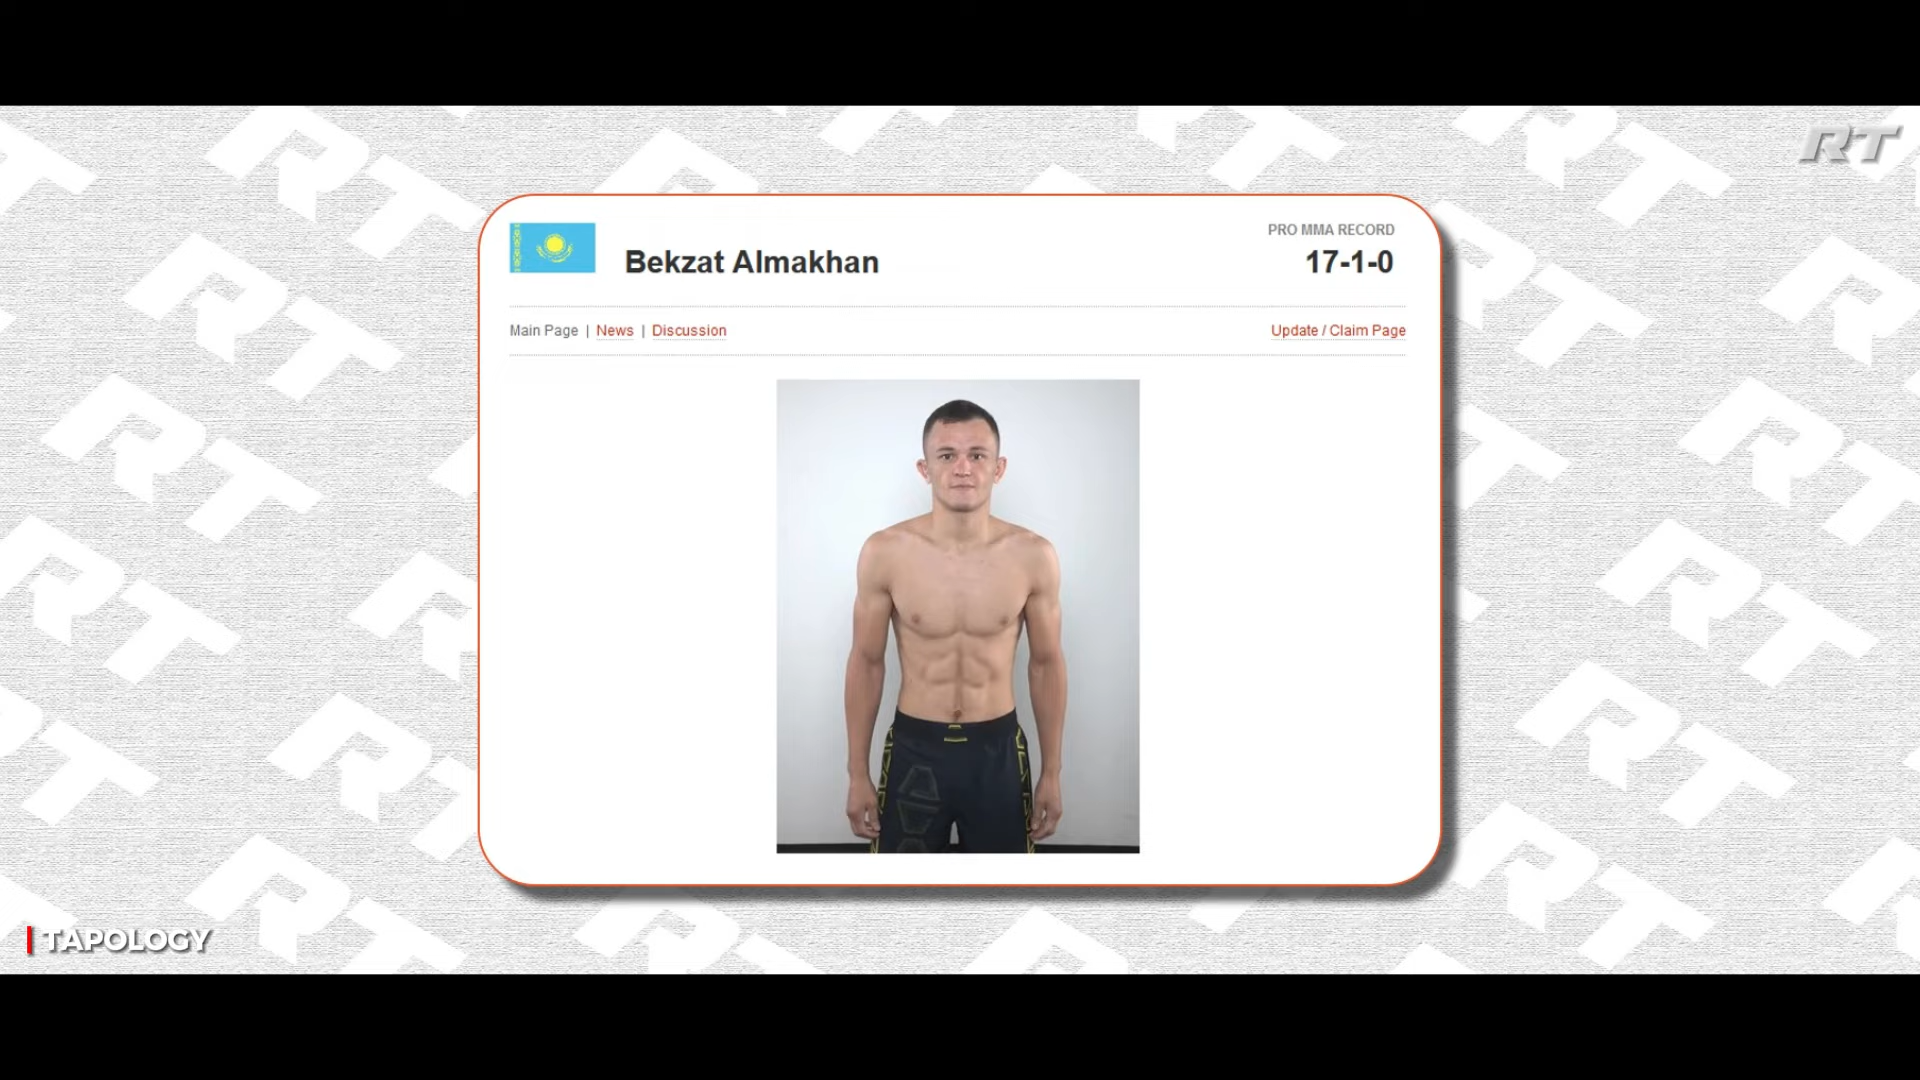 RT
PRO MMA RECORD
Bekzat Almakhan
17-1-0
Main Page | News | Discussion
Update / Claim Page
TAPOLOGY